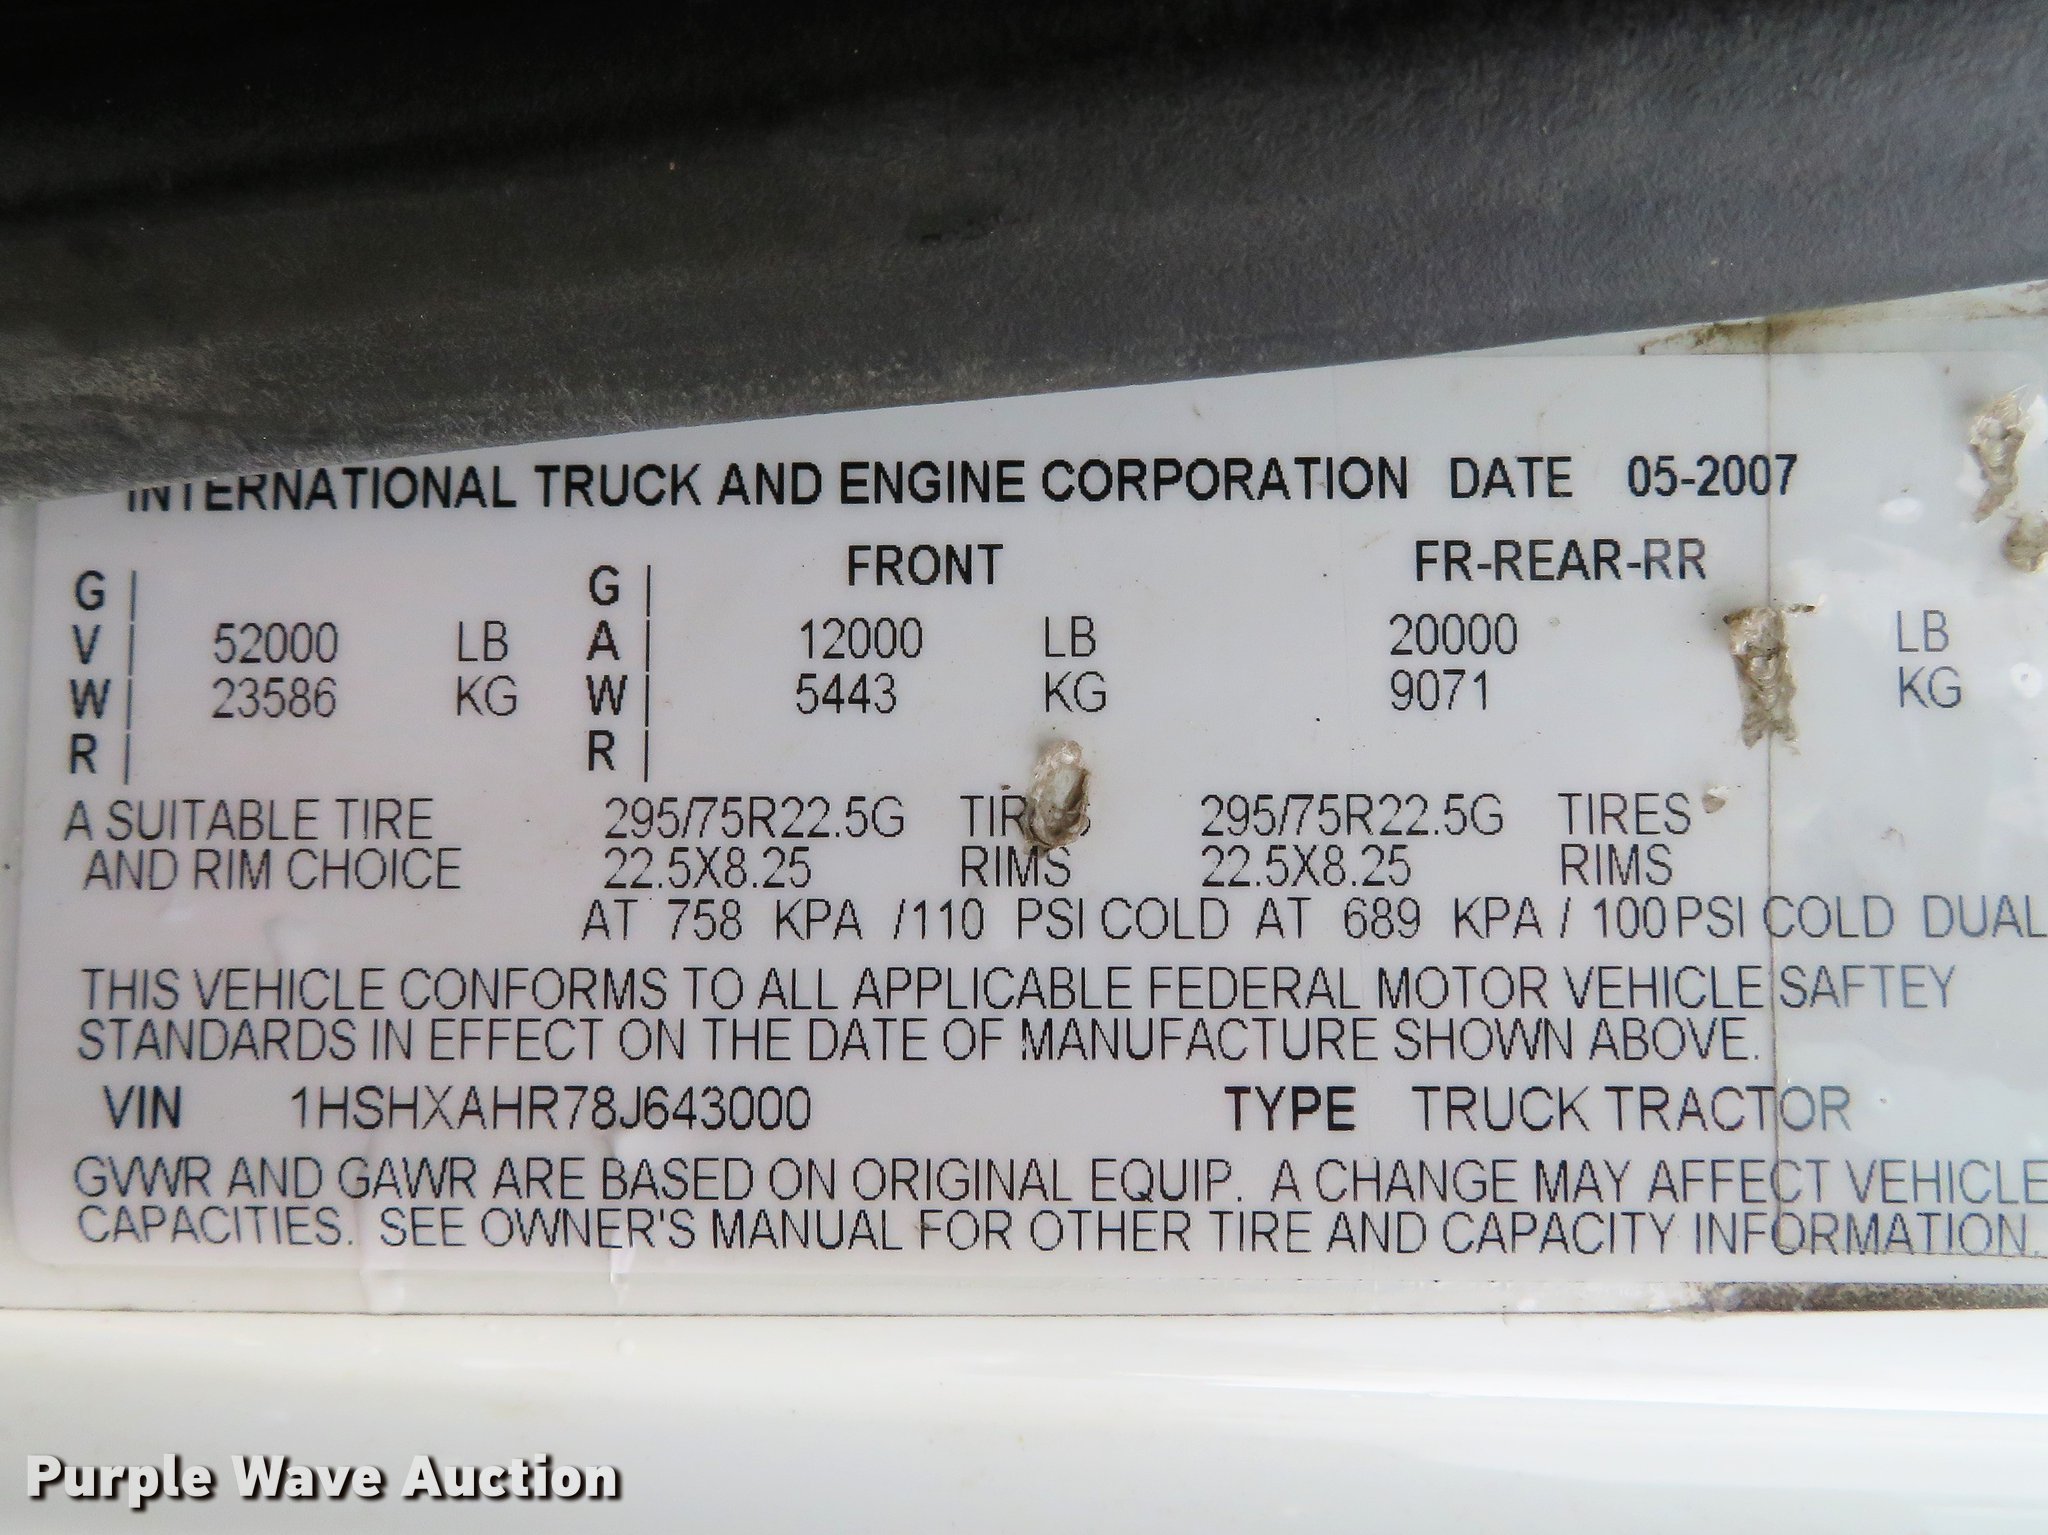 INTERNATIONAL TRUCK AND ENGINE CORPORATION DATE 05-2007
G | G | FRONT FR-REAR-RR
V | 52000 LB A | 12000 LB 20000 LB
W | 23586 KG W | 5443 KG 9071 KG
R | R |
A SUITABLE TIRE 295/75R22.5G TIRES 295/75R22.5G TIRES
AND RIM CHOICE 22.5X8.25 RIMS 22.5X8.25 RIMS
AT 758 KPA /110 PSI COLD AT 689 KPA / 100 PSI COLD DUAL
THIS VEHICLE CONFORMS TO ALL APPLICABLE FEDERAL MOTOR VEHICLE SAFTEY
STANDARDS IN EFFECT ON THE DATE OF MANUFACTURE SHOWN ABOVE.
VIN 1HSHXAHR78J643000 TYPE TRUCK TRACTOR
GVWR AND GAWR ARE BASED ON ORIGINAL EQUIP. A CHANGE MAY AFFECT VEHICLE
CAPACITIES. SEE OWNER'S MANUAL FOR OTHER TIRE AND CAPACITY INFORMATION.
Purple Wave Auction